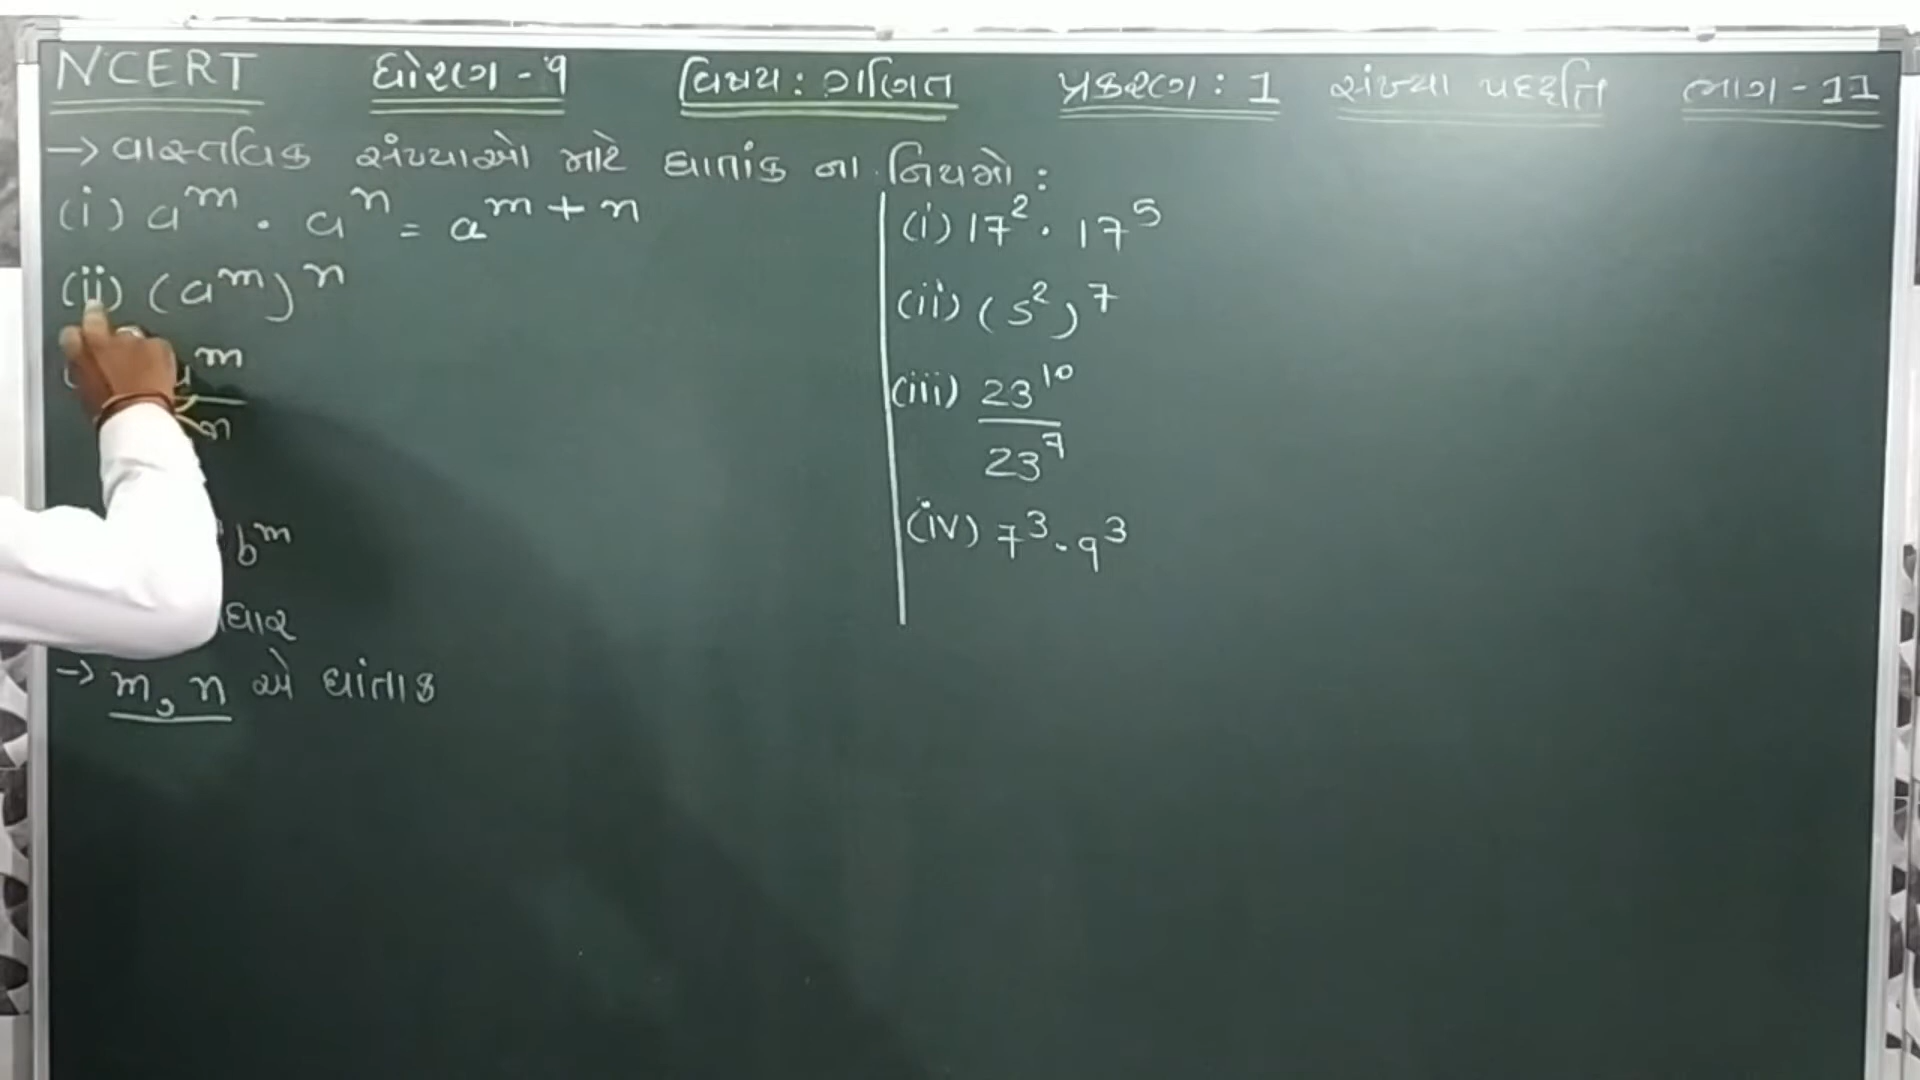 NCERT ધોરણ - 9 વિષય : ગણિત પ્રકરણ : 1 સંખ્યા પદ્દતિ ભાગ - 11
→ વાસ્તવિક સંખ્યાઓ માટે ઘાતાંક ના નિયમો :
(i) a^m · a^n = a^m + n
(ii) (a^m)^n
m
n
b^m
ધાર
→ m, n એ ઘાંતાક
(i) 17^2 · 17^5
(ii) (5^2)^7
(iii) 23^10
23^7
(iv) 7^3 · 9^3